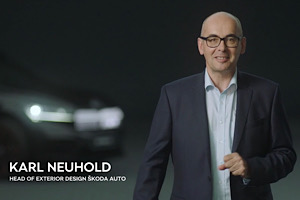 KARL NEUHOLD
HEAD OF EXTERIOR DESIGN ŠKODA AUTO